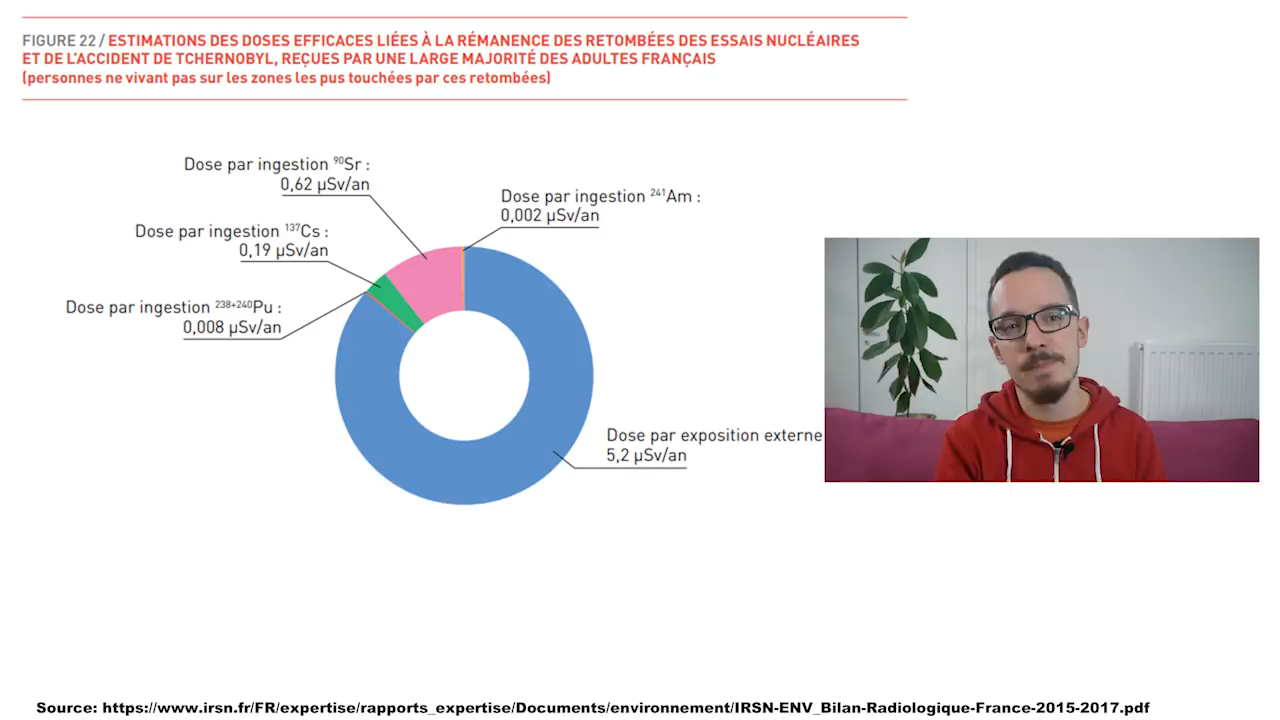 FIGURE 22 / ESTIMATIONS DES DOSES EFFICACES LIÉES À LA RÉMANENCE DES RETOMBÉES DES ESSAIS NUCLÉAIRES
ET DE L'ACCIDENT DE TCHERNOBYL, REÇUES PAR UNE LARGE MAJORITÉ DES ADULTES FRANÇAIS
(personnes ne vivant pas sur les zones les pus touchées par ces retombées)
Dose par ingestion ⁹⁰Sr :
0,62 µSv/an
Dose par ingestion ²⁴¹Am :
0,002 µSv/an
Dose par ingestion ¹³⁷Cs :
0,19 µSv/an
Dose par ingestion ²³⁸⁺²⁴⁰Pu :
0,008 µSv/an
Dose par exposition externe
5,2 µSv/an
Source: https://www.irsn.fr/FR/expertise/rapports_expertise/Documents/environnement/IRSN-ENV_Bilan-Radiologique-France-2015-2017.pdf